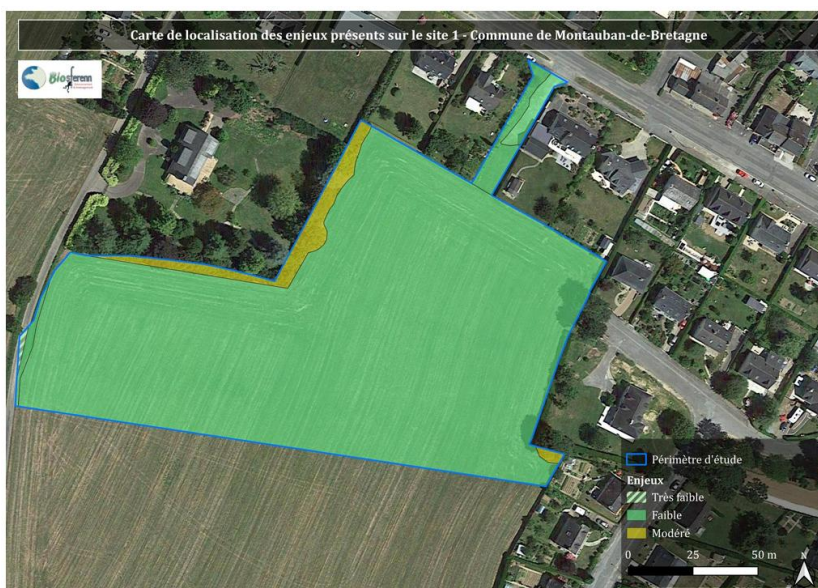 Carte de localisation des enjeux présents sur le site 1 - Commune de Montauban-de-Bretagne
Biosferenn
Périmètre d'étude
Enjeux
Très faible
Faible
Modéré
0 25 50 m
N